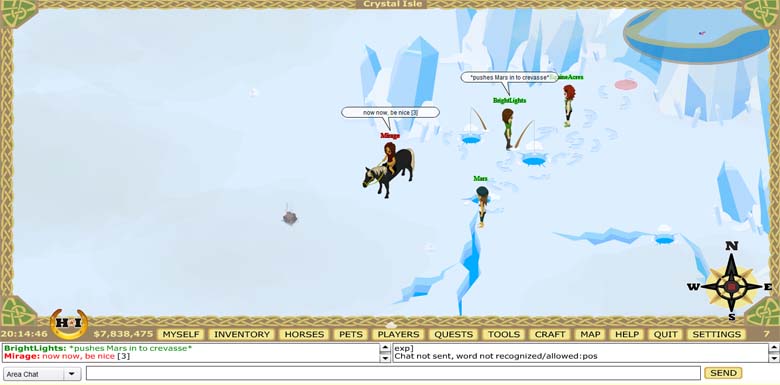 Crystal Isle
*pushes Mars in to crevasse*
EquineAcres
BrightLights
now now, be nice [3]
Mirage
Mars
N
W E
S
H I
20:14:46 $7,838,475 MYSELF INVENTORY HORSES PETS PLAYERS QUESTS TOOLS CRAFT MAP HELP QUIT SETTINGS 7
BrightLights: *pushes Mars in to crevasse*
Mirage: now now, be nice [3]
exp]
Chat not sent, word not recognized/allowed:pos
Area Chat SEND